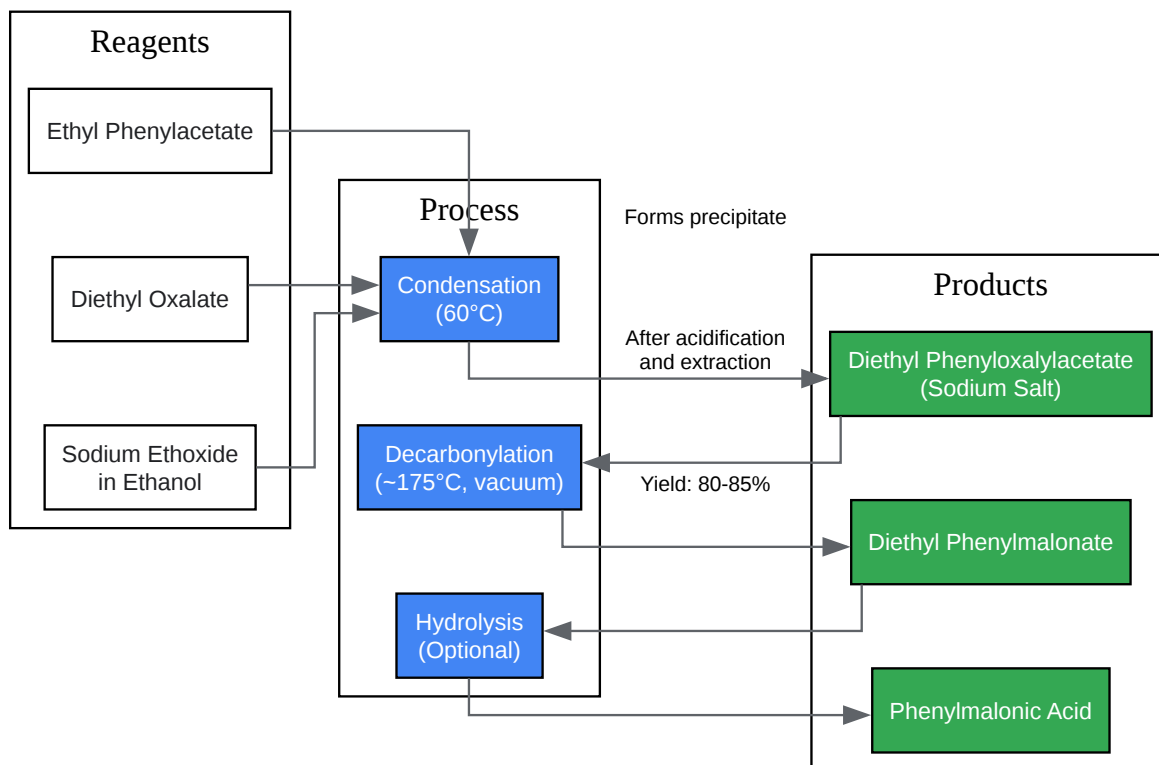 Reagents
Ethyl Phenylacetate
Diethyl Oxalate
Sodium Ethoxide
in Ethanol
Process
Condensation
(60°C)
Decarbonylation
(~175°C, vacuum)
Hydrolysis
(Optional)
Forms precipitate
After acidification
and extraction
Yield: 80-85%
Products
Diethyl Phenyloxalylacetate
(Sodium Salt)
Diethyl Phenylmalonate
Phenylmalonic Acid